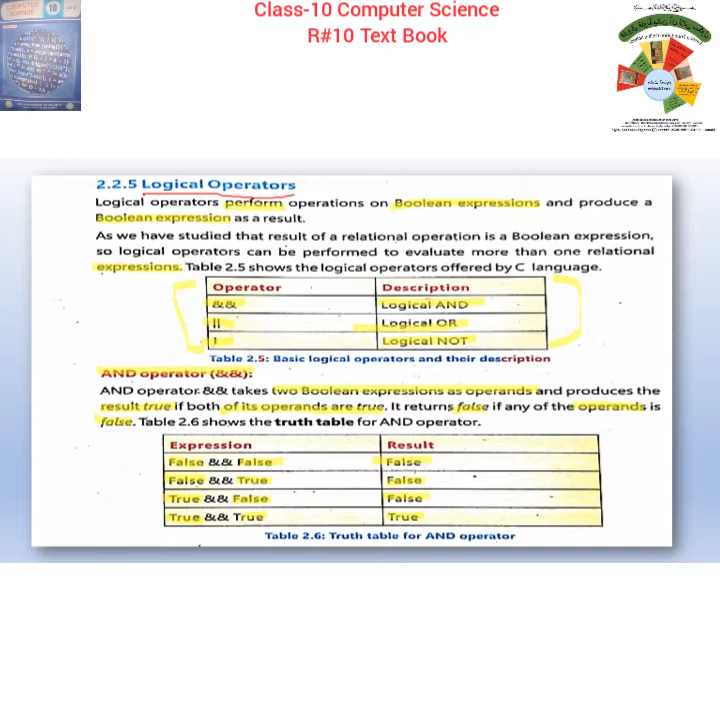 Class-10 Computer Science
R#10 Text Book
COMPUTER
SCIENCE
10
2.2.5 Logical Operators
Logical operators perform operations on Boolean expressions and produce a
Boolean expression as a result.
As we have studied that result of a relational operation is a Boolean expression,
so logical operators can be performed to evaluate more than one relational
expressions. Table 2.5 shows the logical operators offered by C language.
Operator Description
&& Logical AND
|| Logical OR
! Logical NOT
Table 2.5: Basic logical operators and their description
AND operator (&&):
AND operator && takes two Boolean expressions as operands and produces the
result true if both of its operands are true. It returns false if any of the operands is
false. Table 2.6 shows the truth table for AND operator.
Expression Result
False && False False
False && True False
True && False False
True && True True
Table 2.6: Truth table for AND operator